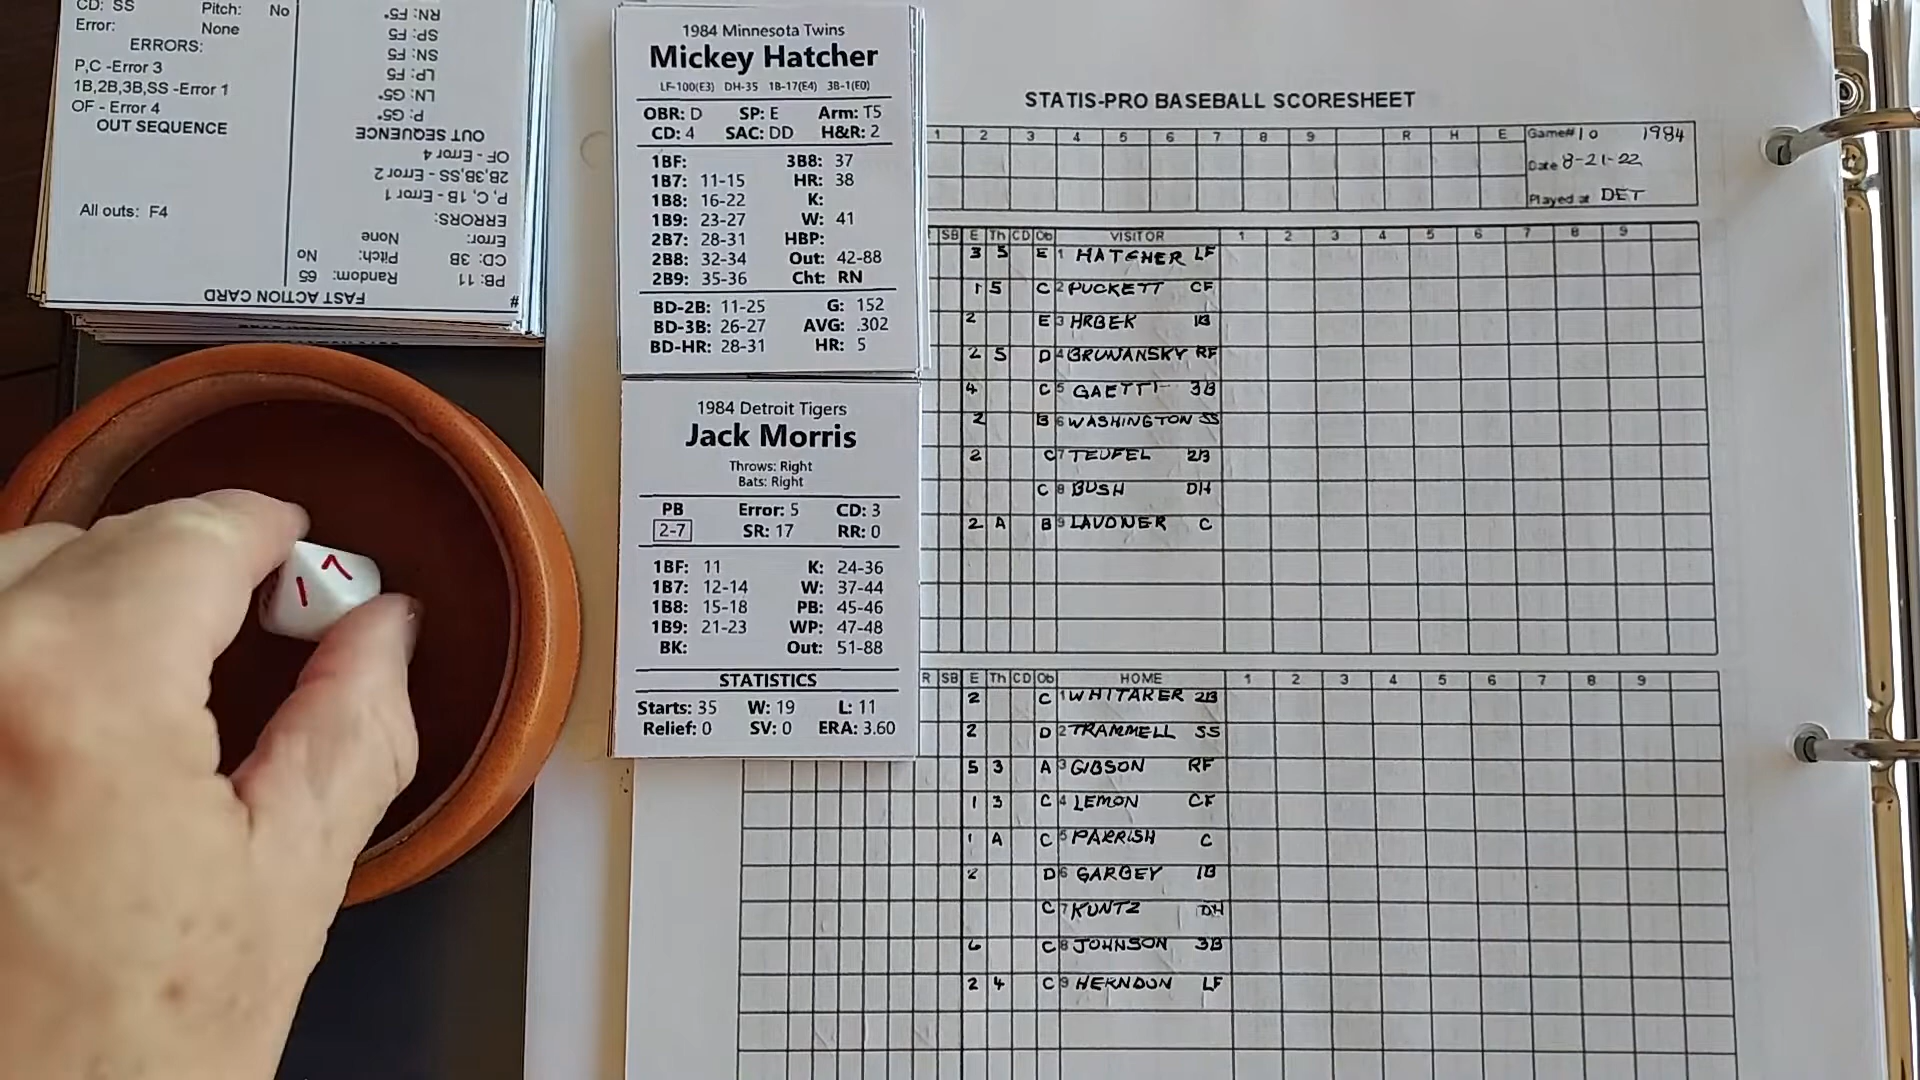 CD: SS Pitch: No
Error: None
ERRORS:
P,C -Error 3
1B,2B,3B,SS -Error 1
OF - Error 4
OUT SEQUENCE
All outs: F4
# FAST ACTION CARD
PB: 11 Random: 65
CD: 3B Pitch: No
Error: None
ERRORS:
P, C, 1B - Error 1
2B,3B,SS - Error 2
OF - Error 4
OUT SEQUENCE
P: G5*
LN: G5*
LP: F5
SN: F5
SP: F5
RN: F5*
1 7
1984 Minnesota Twins
Mickey Hatcher
LF-100(E3) DH-35 1B-17(E4) 3B-1(E0)
OBR: D SP: E Arm: T5
CD: 4 SAC: DD H&R: 2
1BF: 3B8: 37
1B7: 11-15 HR: 38
1B8: 16-22 K:
1B9: 23-27 W: 41
2B7: 28-31 HBP:
2B8: 32-34 Out: 42-88
2B9: 35-36 Cht: RN
BD-2B: 11-25 G: 152
BD-3B: 26-27 AVG: .302
BD-HR: 28-31 HR: 5
1984 Detroit Tigers
Jack Morris
Throws: Right
Bats: Right
PB Error: 5 CD: 3
2-7 SR: 17 RR: 0
1BF: 11 K: 24-36
1B7: 12-14 W: 37-44
1B8: 15-18 PB: 45-46
1B9: 21-23 WP: 47-48
BK: Out: 51-88
STATISTICS
Starts: 35 W: 19 L: 11
Relief: 0 SV: 0 ERA: 3.60
STATIS-PRO BASEBALL SCORESHEET
1 2 3 4 5 6 7 8 9 R H E Game# 10 1984
Date 8-21-22
Played at DET
SB E Th CD Ob VISITOR 1 2 3 4 5 6 7 8 9
3 5 E 1 HATCHER LF
1 5 C 2 PUCKETT CF
2 E 3 HRBEK 1B
2 5 D 4 BRUNANSKY RF
4 C 5 GAETTI 3B
2 B 6 WASHINGTON SS
2 C 7 TEUFEL 2B
C 8 BUSH DH
2 A B 9 LAUDNER C
R SB E Th CD Ob HOME 1 2 3 4 5 6 7 8 9
2 C 1 WHITAKER 2B
2 D 2 TRAMMELL SS
5 3 A 3 GIBSON RF
1 3 C 4 LEMON CF
1 A C 5 PARRISH C
2 D 6 GARBEY 1B
C 7 KUNTZ DH
6 C 8 JOHNSON 3B
2 4 C 9 HERNDON LF